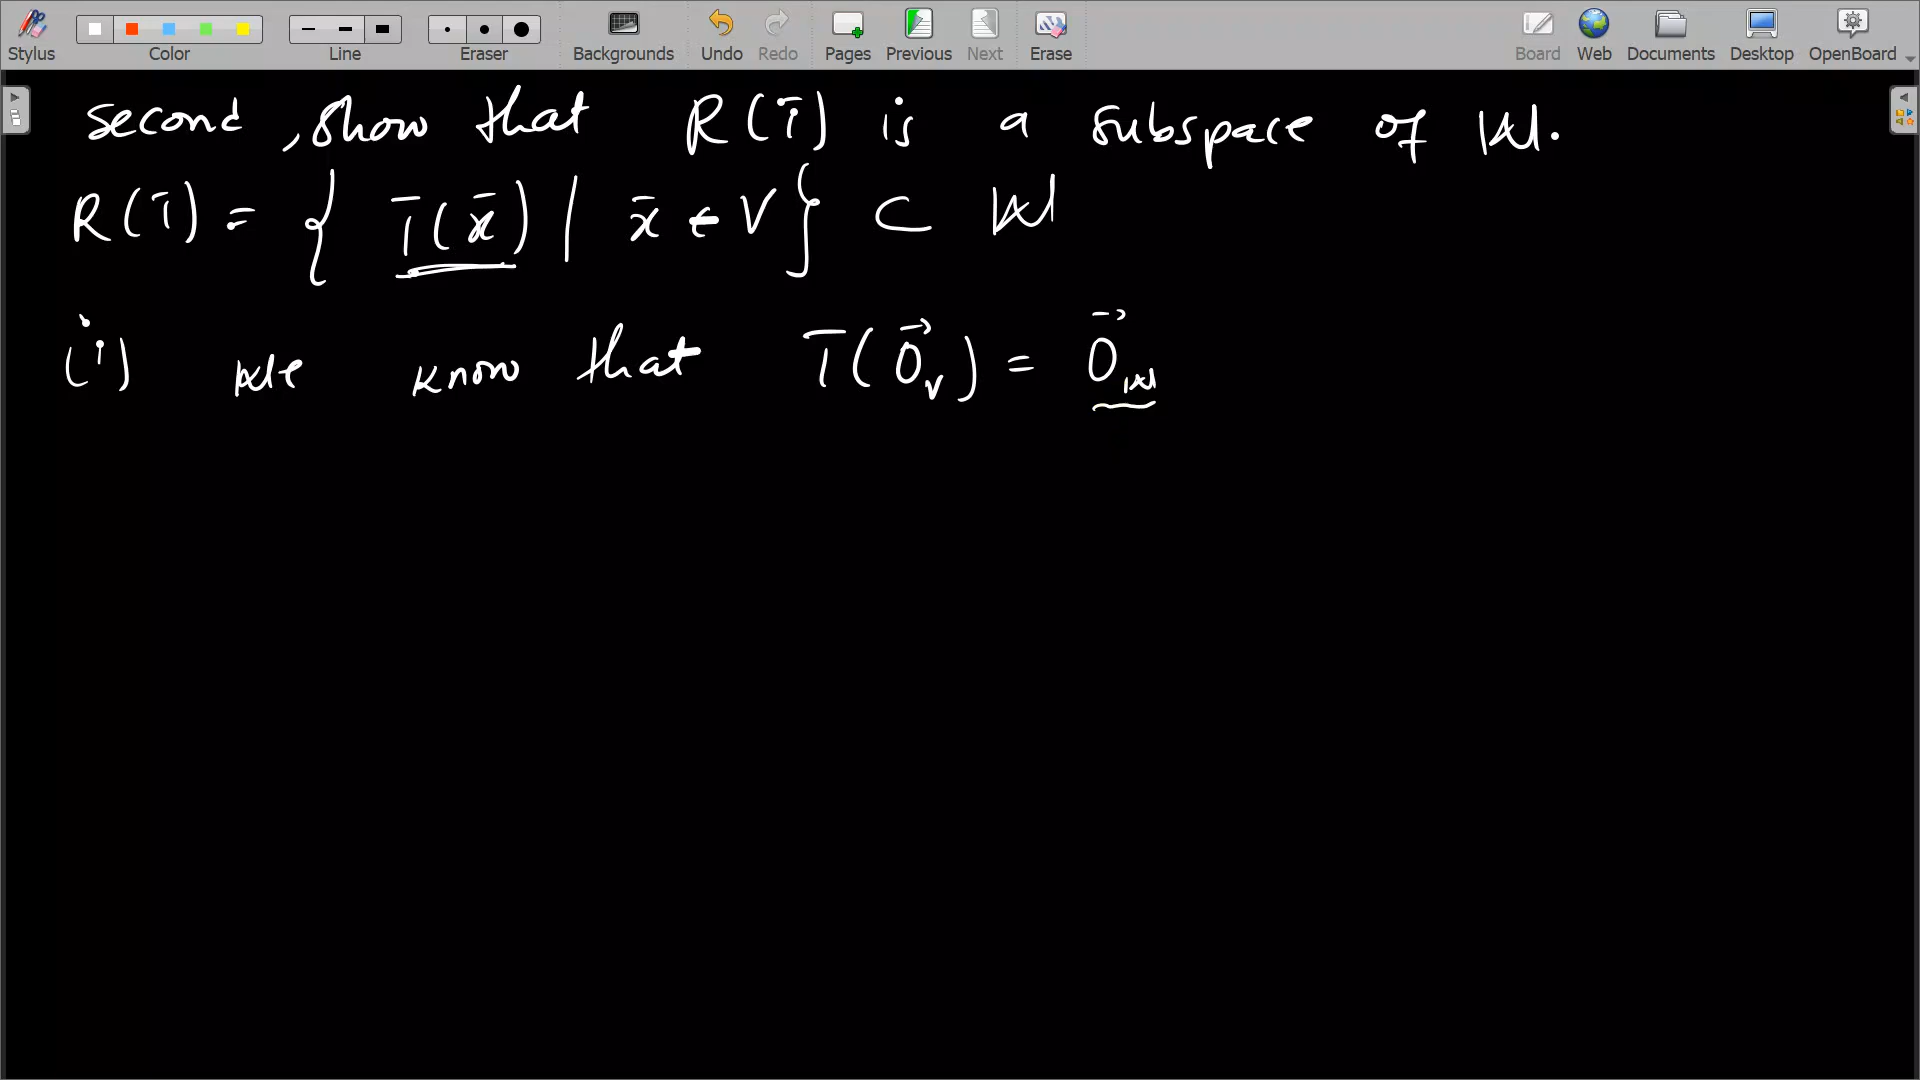 Stylus Color Line Eraser Backgrounds Undo Redo Pages Previous Next Erase Board Web Documents Desktop OpenBoard
second, show that R(T) is a subspace of W.
R(T) = { T(x̄) | x̄ ∈ V } ⊂ W
(i) We know that T(0⃗_V) = 0⃗_W